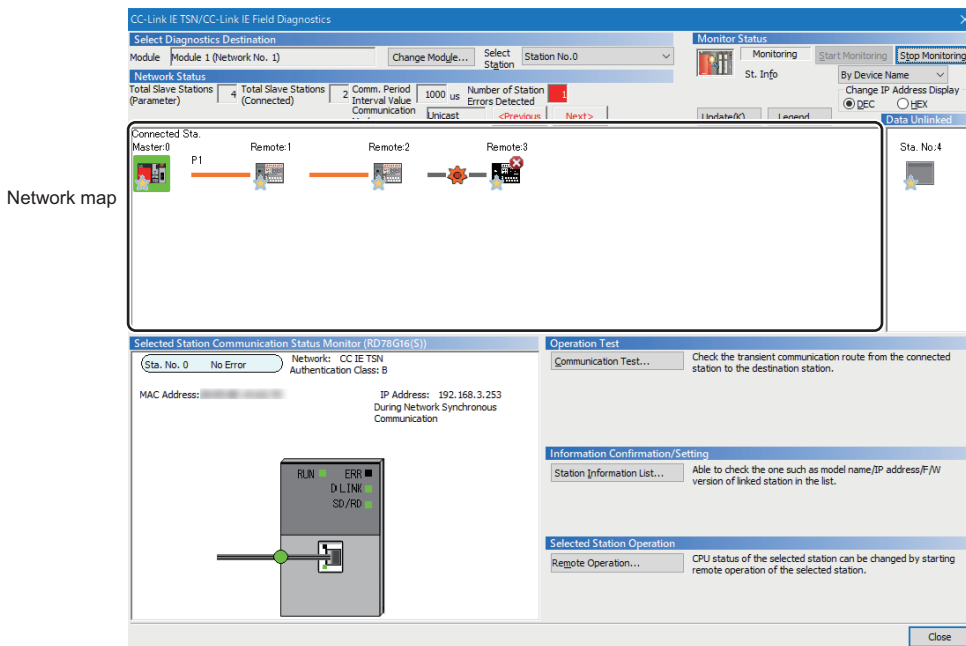 CC-Link IE TSN/CC-Link IE Field Diagnostics
Select Diagnostics Destination
Module Module 1 (Network No. 1) Change Module... Select Station Station No.0
Network Status
Total Slave Stations (Parameter) 4 Total Slave Stations (Connected) 2 Comm. Period Interval Value 1000 us Number of Station Errors Detected 1
Communication Unicast <Previous Next>
Monitor Status
Monitoring Start Monitoring Stop Monitoring
St. Info By Device Name
Change IP Address Display
DEC HEX
Update(K) Legend
Data Unlinked
Network map
Connected Sta.
Master:0 Remote:1 Remote:2 Remote:3 Sta. No:4
P1
Selected Station Communication Status Monitor (RD78G16(S))
Sta. No. 0 No Error
Network: CC IE TSN
Authentication Class: B
MAC Address:
IP Address: 192.168.3.253
During Network Synchronous
Communication
RUN ERR
D LINK
SD/RD
Operation Test
Communication Test...
Check the transient communication route from the connected
station to the destination station.
Information Confirmation/Setting
Station Information List...
Able to check the one such as model name/IP address/F/W
version of linked station in the list.
Selected Station Operation
Remote Operation...
CPU status of the selected station can be changed by starting
remote operation of the selected station.
Close